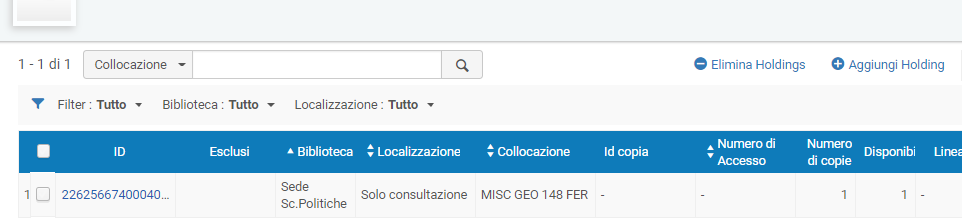 1 - 1 di 1 Collocazione Elimina Holdings Aggiungi Holding
Filter : Tutto Biblioteca : Tutto Localizzazione : Tutto
ID Esclusi Biblioteca Localizzazione Collocazione Id copia Numero di Accesso Numero di copie Disponibi Linea
1 22625667400040... Sede Sc.Politiche Solo consultazione MISC GEO 148 FER - - 1 1 -